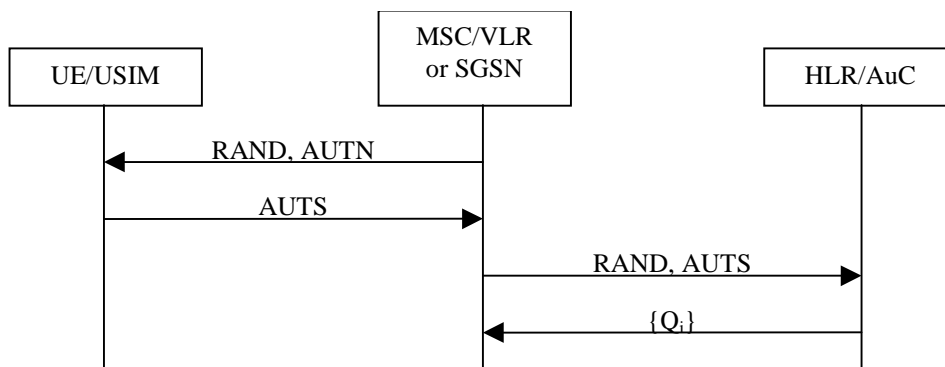 UE/USIM
MSC/VLR
or SGSN
HLR/AuC
RAND, AUTN
AUTS
RAND, AUTS
{Qᵢ}